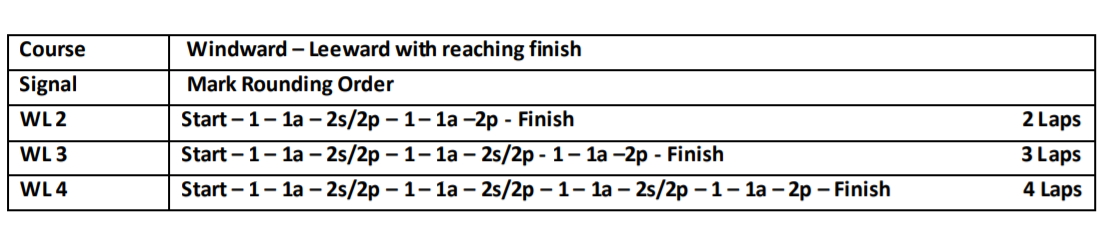 Course Windward – Leeward with reaching finish
Signal Mark Rounding Order
WL 2 Start – 1 – 1a – 2s/2p – 1 – 1a –2p - Finish 2 Laps
WL 3 Start – 1 – 1a – 2s/2p – 1 – 1a – 2s/2p - 1 – 1a –2p - Finish 3 Laps
WL 4 Start – 1 – 1a – 2s/2p – 1 – 1a – 2s/2p – 1 – 1a – 2s/2p – 1 – 1a – 2p – Finish 4 Laps